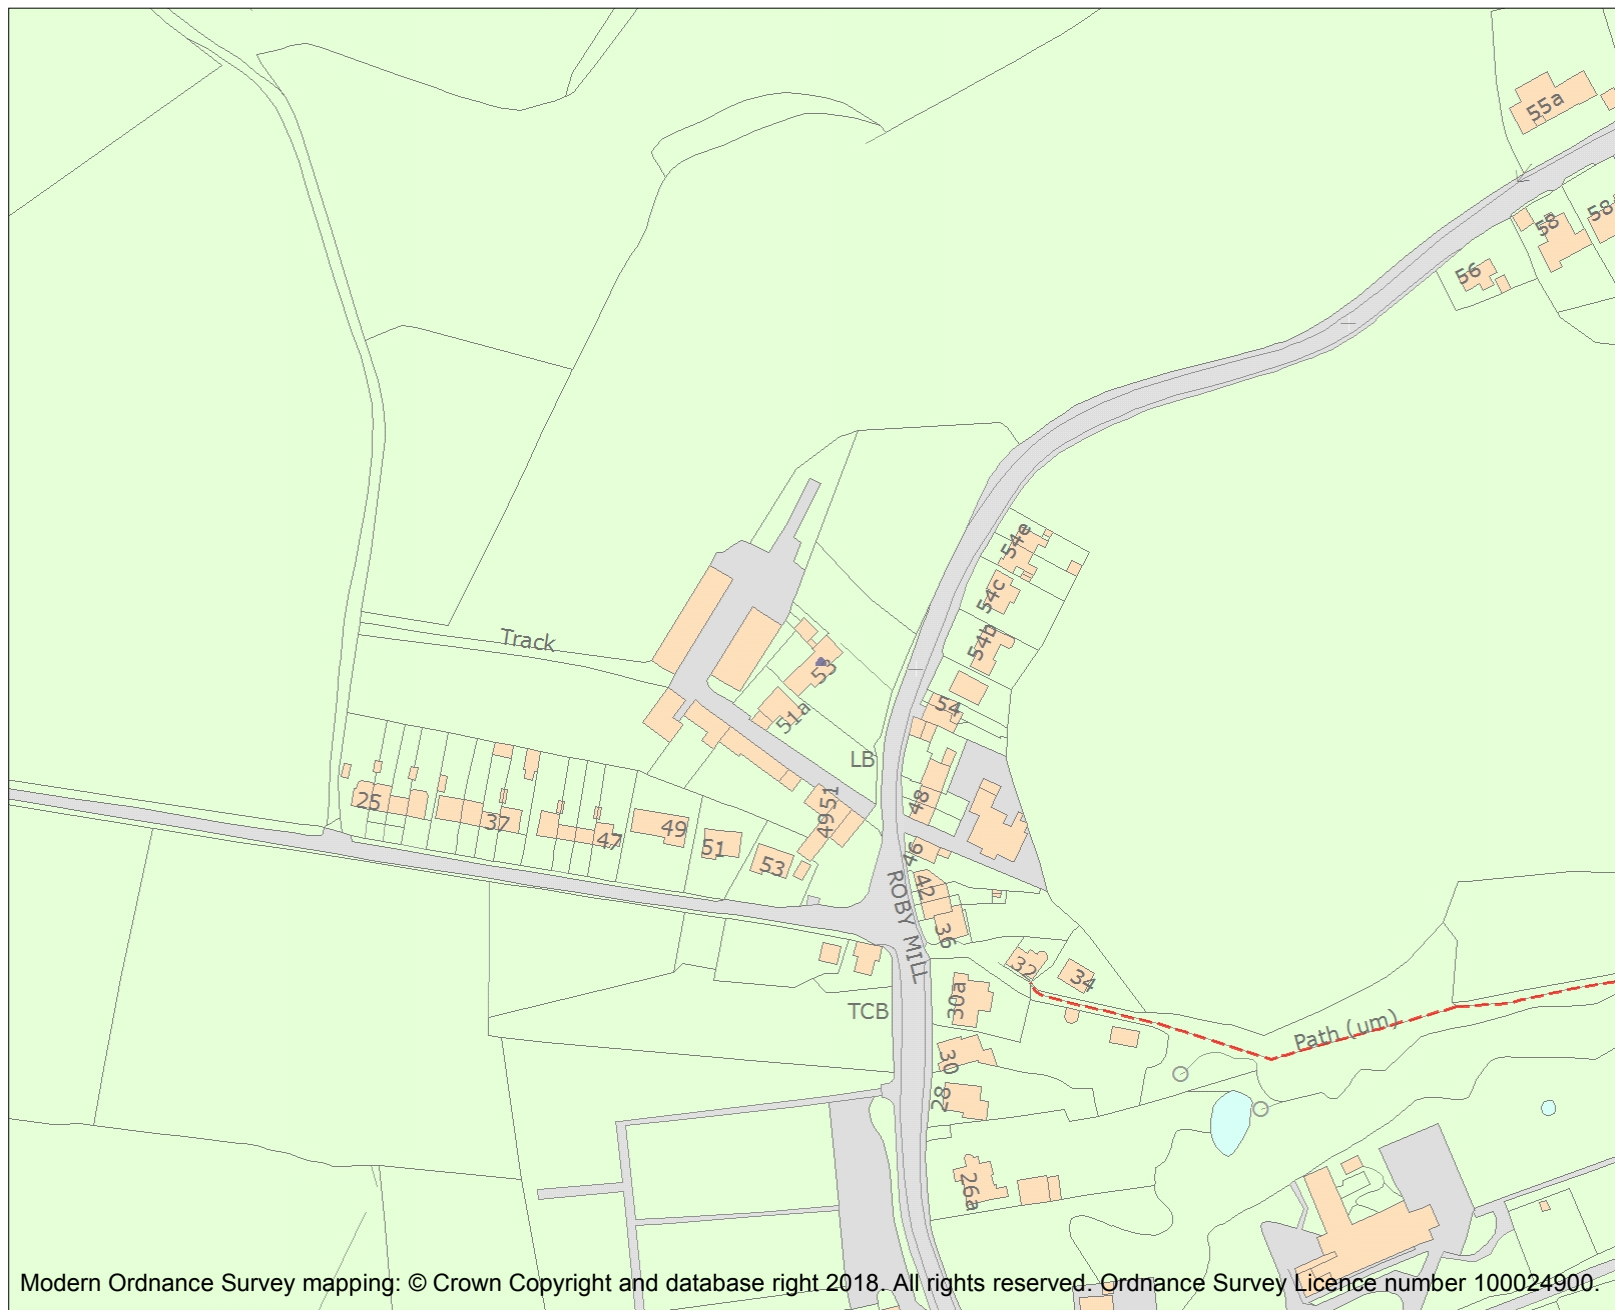 55a
58
58
56
54e
54c
54b
Track
53
54
51a
LB
25
37
47
49
51
53
49
51
48
46
42
36
ROBY MILL
32
34
30a
TCB
Path (um)
30
28
26a
Modern Ordnance Survey mapping: © Crown Copyright and database right 2018. All rights reserved. Ordnance Survey Licence number 100024900.